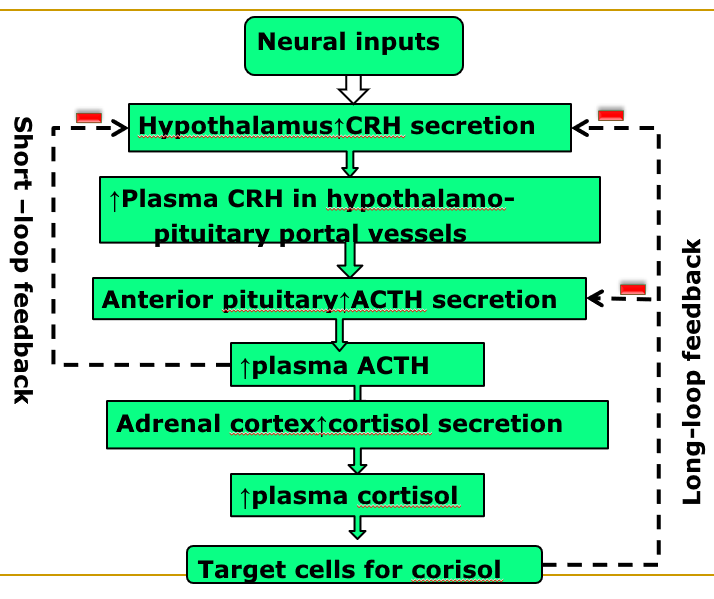 Neural inputs
Hypothalamus↑CRH secretion
↑Plasma CRH in hypothalamo-
pituitary portal vessels
Anterior pituitary↑ACTH secretion
↑plasma ACTH
Adrenal cortex↑cortisol secretion
↑plasma cortisol
Target cells for corisol
Short –loop feedback
Long–loop feedback